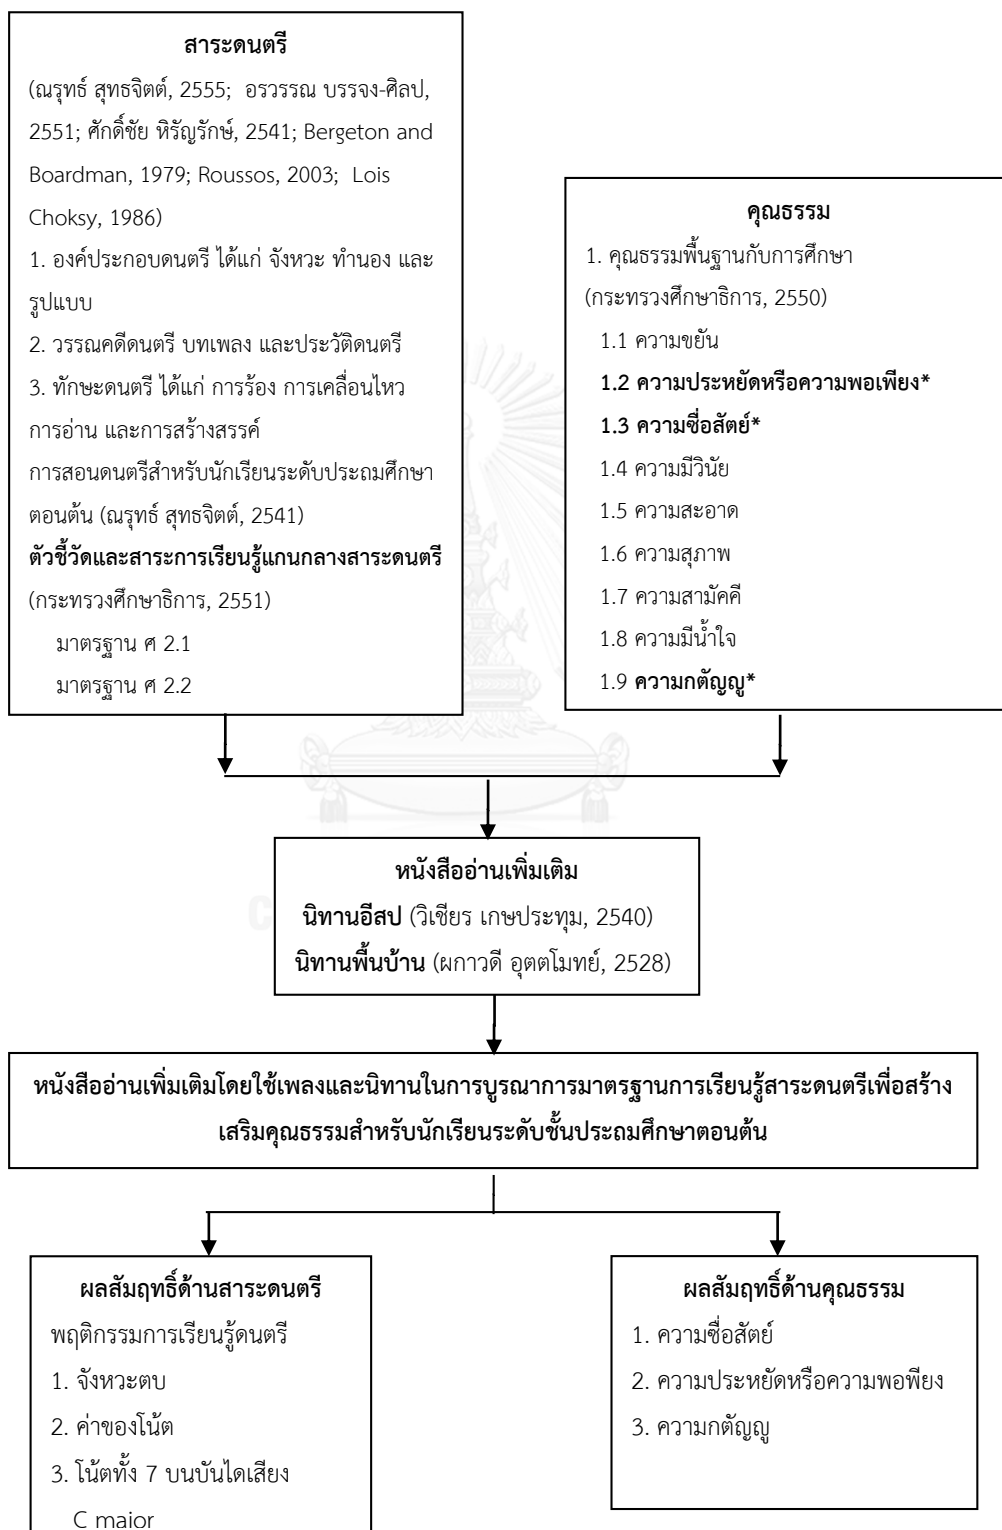 สาระดนตรี
(ณรุทธ์ สุทธจิตต์, 2555; อรวรรณ บรรจง-ศิลป,
2551; ศักดิ์ชัย หิรัญรักษ์, 2541; Bergeton and
Boardman, 1979; Roussos, 2003; Lois
Choksy, 1986)
1. องค์ประกอบดนตรี ได้แก่ จังหวะ ทำนอง และ
รูปแบบ
2. วรรณคดีดนตรี บทเพลง และประวัติดนตรี
3. ทักษะดนตรี ได้แก่ การร้อง การเคลื่อนไหว
การอ่าน และการสร้างสรรค์
การสอนดนตรีสำหรับนักเรียนระดับประถมศึกษา
ตอนต้น (ณรุทธ์ สุทธจิตต์, 2541)
ตัวชี้วัดและสาระการเรียนรู้แกนกลางสาระดนตรี
(กระทรวงศึกษาธิการ, 2551)
มาตรฐาน ศ 2.1
มาตรฐาน ศ 2.2
คุณธรรม
1. คุณธรรมพื้นฐานกับการศึกษา
(กระทรวงศึกษาธิการ, 2550)
1.1 ความขยัน
1.2 ความประหยัดหรือความพอเพียง*
1.3 ความซื่อสัตย์*
1.4 ความมีวินัย
1.5 ความสะอาด
1.6 ความสุภาพ
1.7 ความสามัคคี
1.8 ความมีน้ำใจ
1.9 ความกตัญญู*
หนังสืออ่านเพิ่มเติม
นิทานอีสป (วิเชียร เกษประทุม, 2540)
นิทานพื้นบ้าน (ผกาวดี อุตตโมทย์, 2528)
หนังสืออ่านเพิ่มเติมโดยใช้เพลงและนิทานในการบูรณาการมาตรฐานการเรียนรู้สาระดนตรีเพื่อสร้าง
เสริมคุณธรรมสำหรับนักเรียนระดับชั้นประถมศึกษาตอนต้น
ผลสัมฤทธิ์ด้านสาระดนตรี
พฤติกรรมการเรียนรู้ดนตรี
1. จังหวะตบ
2. ค่าของโน้ต
3. โน้ตทั้ง 7 บนบันไดเสียง
C major
ผลสัมฤทธิ์ด้านคุณธรรม
1. ความซื่อสัตย์
2. ความประหยัดหรือความพอพียง
3. ความกตัญญู